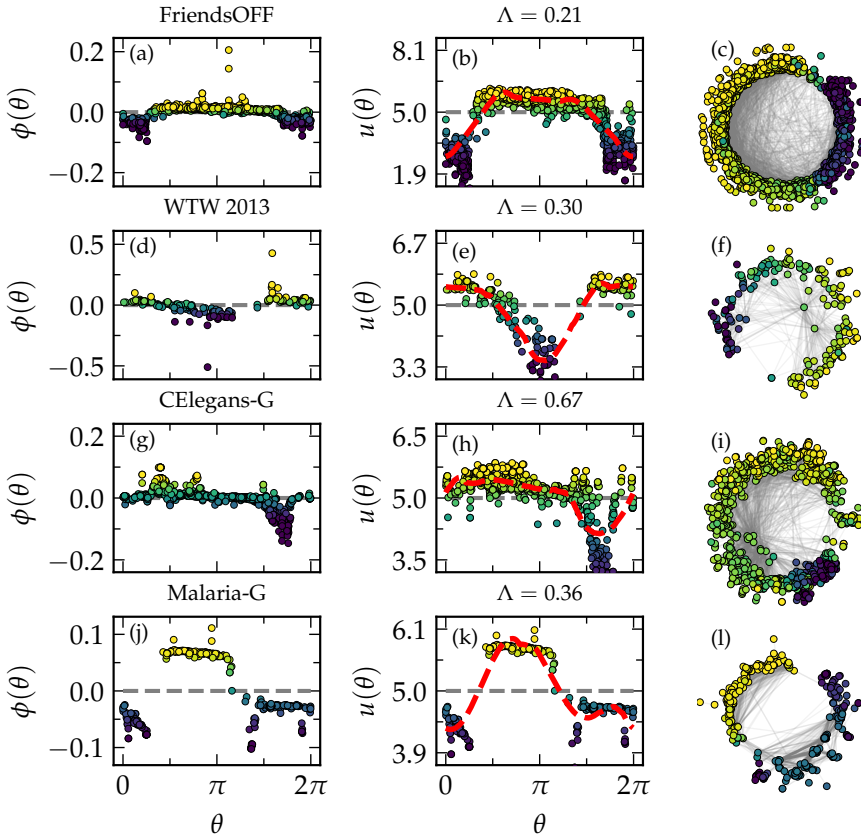 FriendsOFF
Λ = 0.21
(a)
(b)
(c)
ϕ(θ)
0.2
0.0
−0.2
u(θ)
8.1
5.0
1.9
WTW 2013
Λ = 0.30
(d)
(e)
(f)
ϕ(θ)
0.5
0.0
−0.5
u(θ)
6.7
5.0
3.3
CElegans-G
Λ = 0.67
(g)
(h)
(i)
ϕ(θ)
0.2
0.0
−0.2
u(θ)
6.5
5.0
3.5
Malaria-G
Λ = 0.36
(j)
(k)
(l)
ϕ(θ)
0.1
0.0
−0.1
u(θ)
6.1
5.0
3.9
0 π 2π
0 π 2π
θ
θ